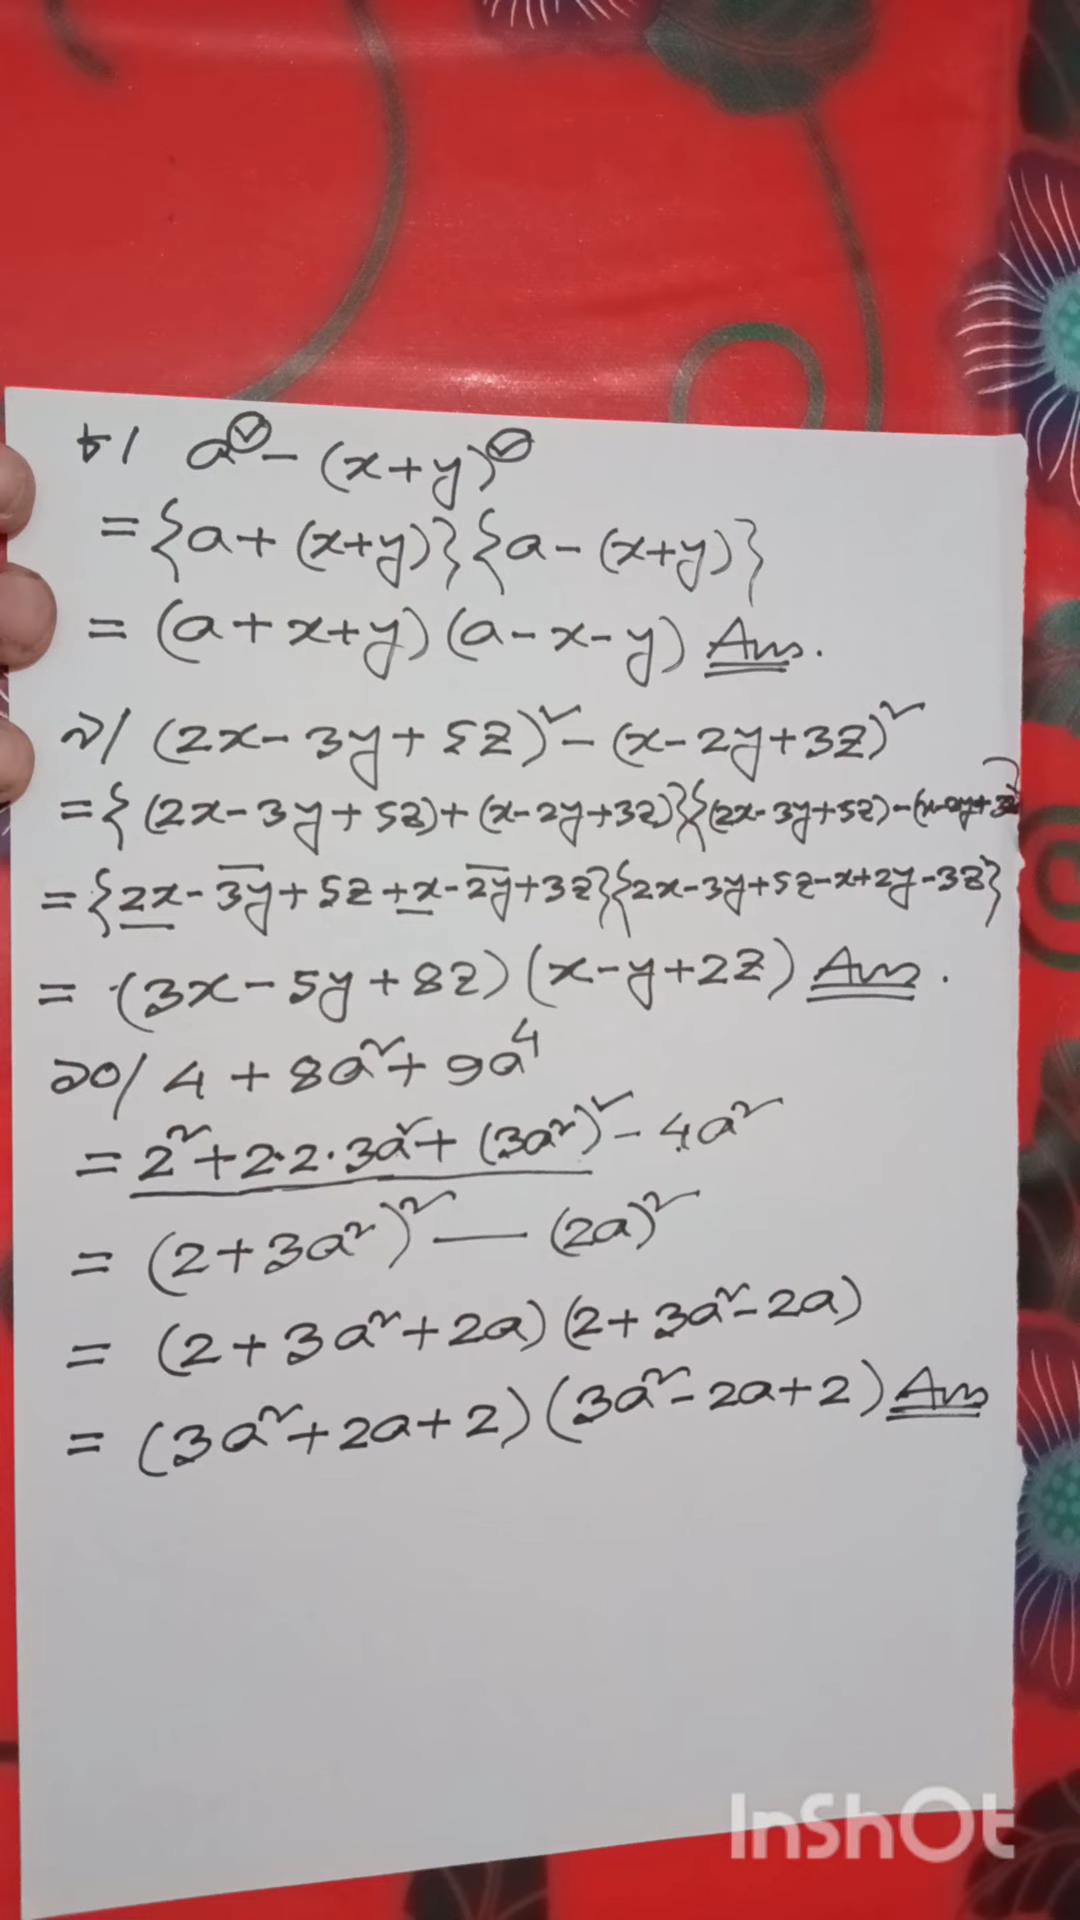 ৮। a² - (x+y)²
= {a + (x+y)} {a - (x+y)}
= (a+x+y) (a-x-y) Ans.
৯। (2x - 3y + 5z)² - (x - 2y + 3z)²
= {(2x - 3y + 5z) + (x - 2y + 3z)} {(2x - 3y + 5z) - (x - 2y + 3z)}
= {2x - 3y + 5z + x - 2y + 3z} {2x - 3y + 5z - x + 2y - 3z}
= (3x - 5y + 8z) (x - y + 2z) Ans.
১০। 4 + 8a² + 9a⁴
= 2² + 2·2·3a² + (3a²)² - 4a²
= (2 + 3a²)² — (2a)²
= (2 + 3a² + 2a) (2 + 3a² - 2a)
= (3a² + 2a + 2) (3a² - 2a + 2) Ans
InShOt